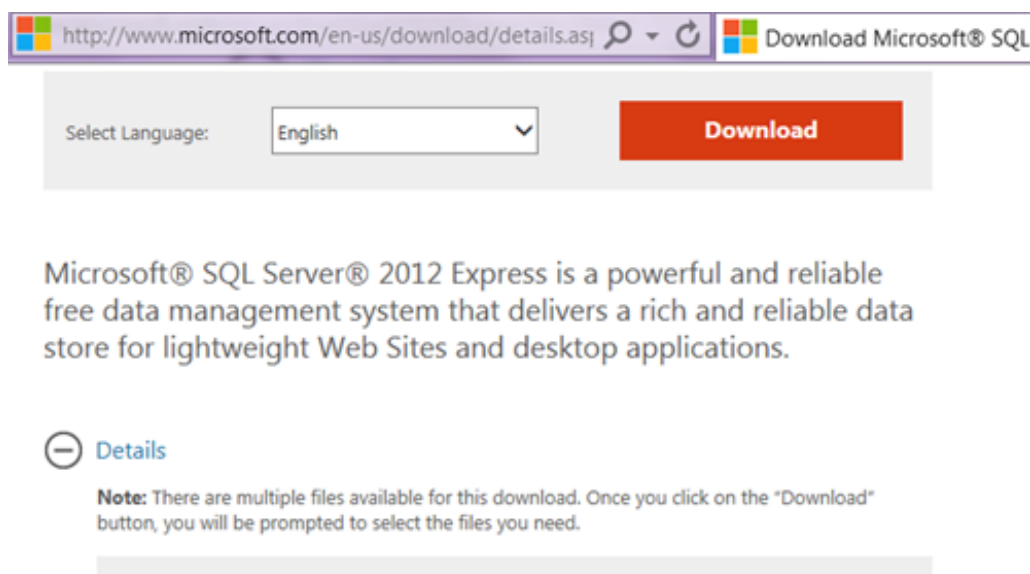 http://www.microsoft.com/en-us/download/details.as
Download Microsoft® SQL
Select Language:
English
Download
Microsoft® SQL Server® 2012 Express is a powerful and reliable
free data management system that delivers a rich and reliable data
store for lightweight Web Sites and desktop applications.
Details
Note: There are multiple files available for this download. Once you click on the "Download"
button, you will be prompted to select the files you need.